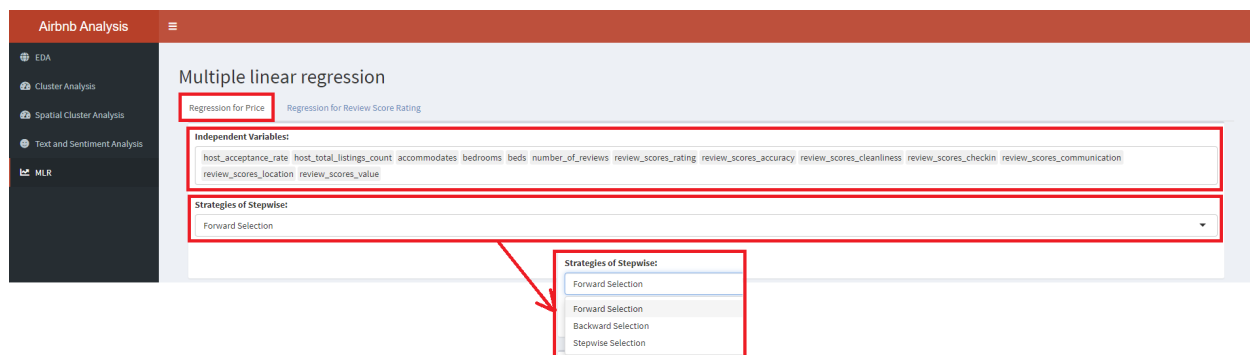 Airbnb Analysis
EDA
Cluster Analysis
Spatial Cluster Analysis
Text and Sentiment Analysis
MLR
Multiple linear regression
Regression for Price
Regression for Review Score Rating
Independent Variables:
host_acceptance_rate host_total_listings_count accommodates bedrooms beds number_of_reviews review_scores_rating review_scores_accuracy review_scores_cleanliness review_scores_checkin review_scores_communication
review_scores_location review_scores_value
Strategies of Stepwise:
Forward Selection
Strategies of Stepwise:
Forward Selection
Forward Selection
Backward Selection
Stepwise Selection